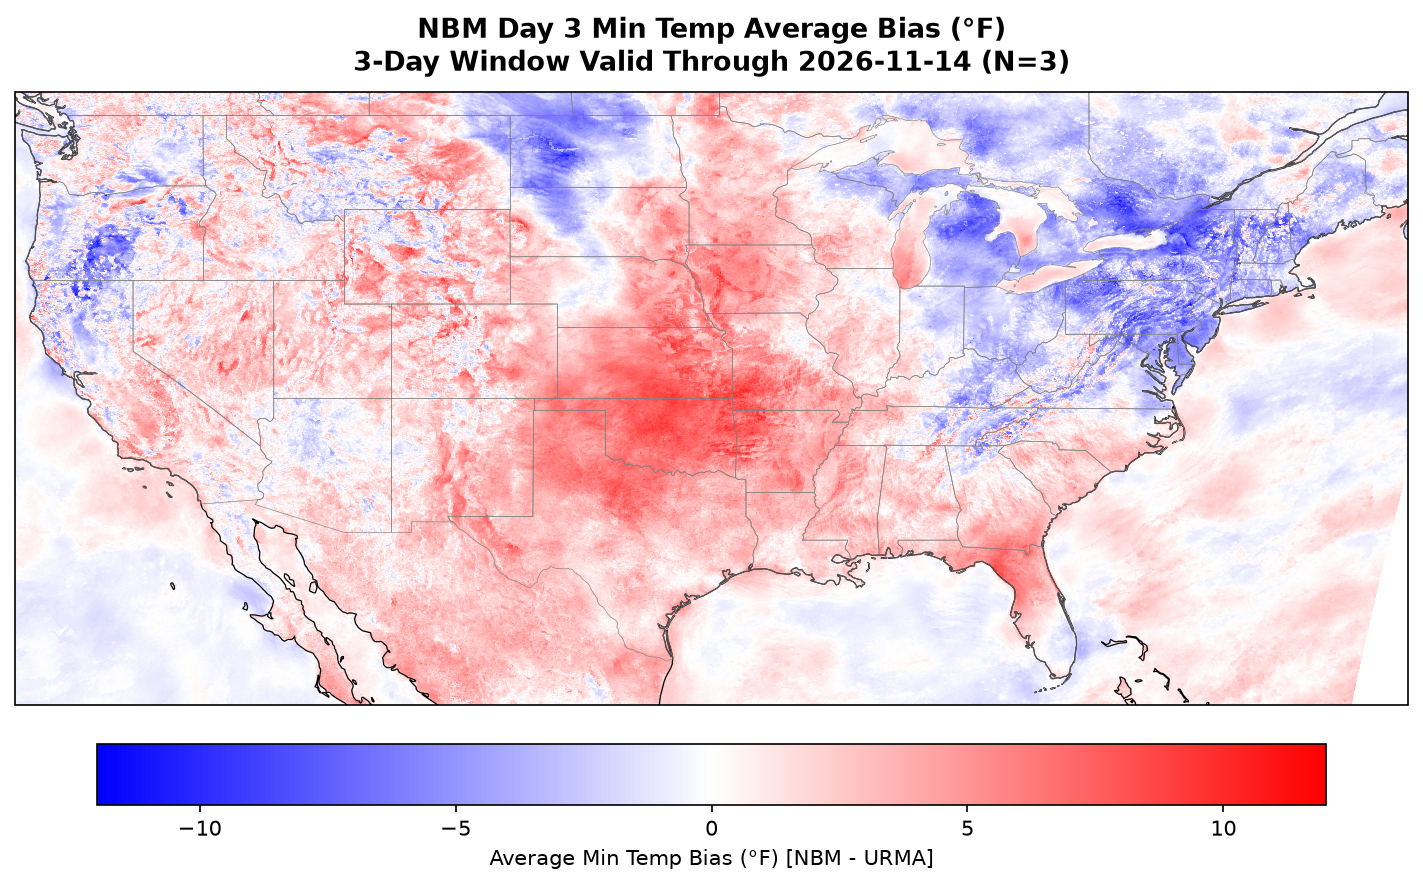 NBM Day 3 Min Temp Average Bias (°F)
3-Day Window Valid Through 2026-11-14 (N=3)
−10 −5 0 5 10
Average Min Temp Bias (°F) [NBM - URMA]